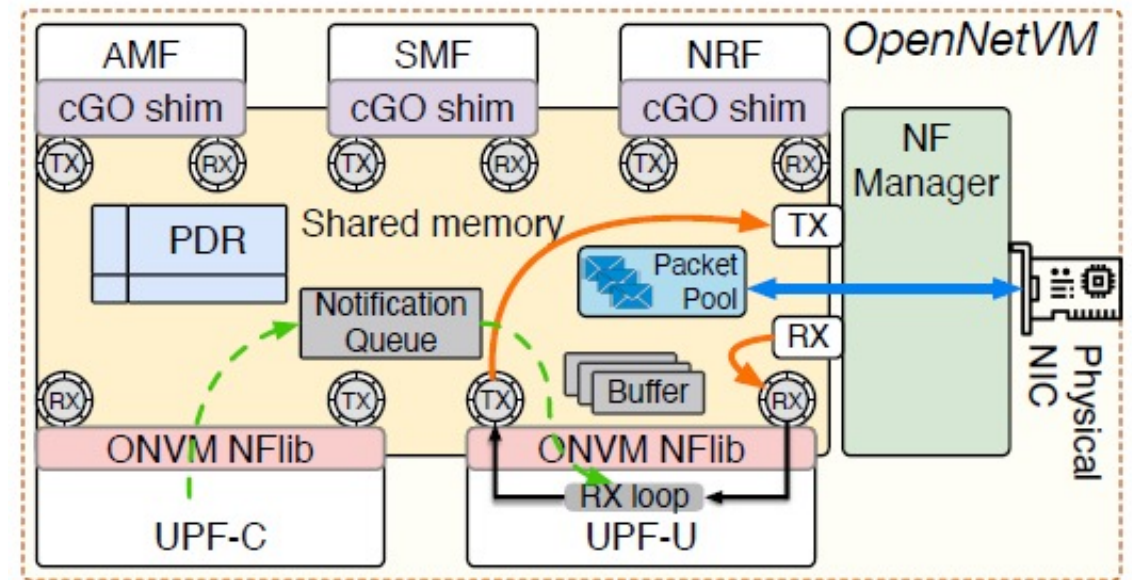 AMF
SMF
NRF
OpenNetVM
cGO shim
cGO shim
cGO shim
TX
RX
TX
RX
TX
RX
NF
Manager
PDR
Shared memory
TX
Packet
Pool
Notification
Queue
RX
Physical
NIC
Buffer
RX
TX
TX
RX
ONVM NFlib
ONVM NFlib
RX loop
UPF-C
UPF-U